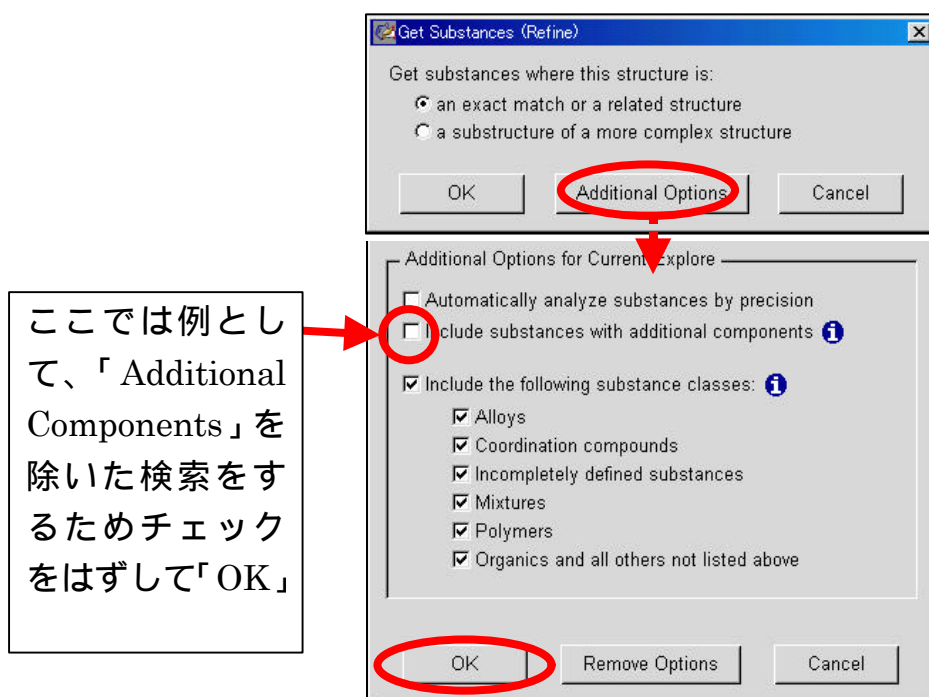 Get Substances (Refine)
Get substances where this structure is:
an exact match or a related structure
a substructure of a more complex structure
OK
Additional Options
Cancel
Additional Options for Current Explore
Automatically analyze substances by precision
Include substances with additional components
Include the following substance classes:
Alloys
Coordination compounds
Incompletely defined substances
Mixtures
Polymers
Organics and all others not listed above
OK
Remove Options
Cancel
ここでは例とし
て、「Additional
Components」を
除いた検索をす
るためチェック
をはずして「OK」